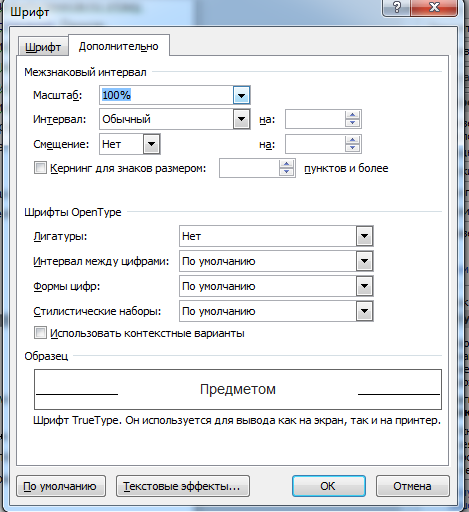 Шрифт
Шрифт Дополнительно
Межзнаковый интервал
Масштаб: 100%
Интервал: Обычный на:
Смещение: Нет на:
Кернинг для знаков размером: пунктов и более
Шрифты OpenType
Лигатуры: Нет
Интервал между цифрами: По умолчанию
Формы цифр: По умолчанию
Стилистические наборы: По умолчанию
Использовать контекстные варианты
Образец
Предметом
Шрифт TrueType. Он используется для вывода как на экран, так и на принтер.
По умолчанию Текстовые эффекты... ОК Отмена